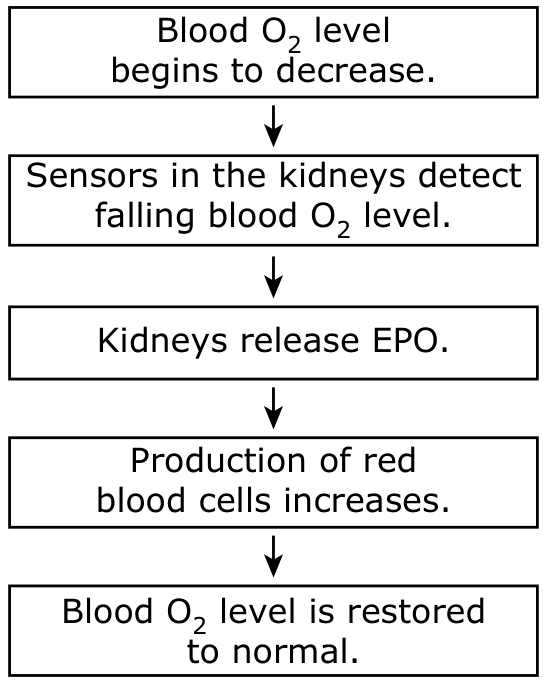 Blood O₂ level
begins to decrease.
Sensors in the kidneys detect
falling blood O₂ level.
Kidneys release EPO.
Production of red
blood cells increases.
Blood O₂ level is restored
to normal.